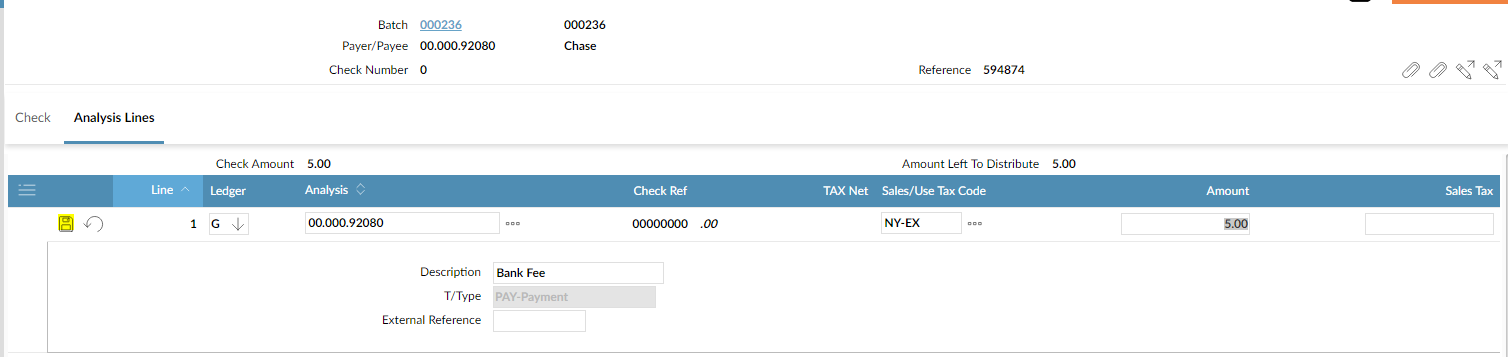 Batch 000236 000236
Payer/Payee 00.000.92080 Chase
Check Number 0 Reference 594874
Check Analysis Lines
Check Amount 5.00 Amount Left To Distribute 5.00
Line Ledger Analysis Check Ref TAX Net Sales/Use Tax Code Amount Sales Tax
1 G 00.000.92080 00000000 .00 NY-EX 5.00
Description Bank Fee
T/Type PAY-Payment
External Reference